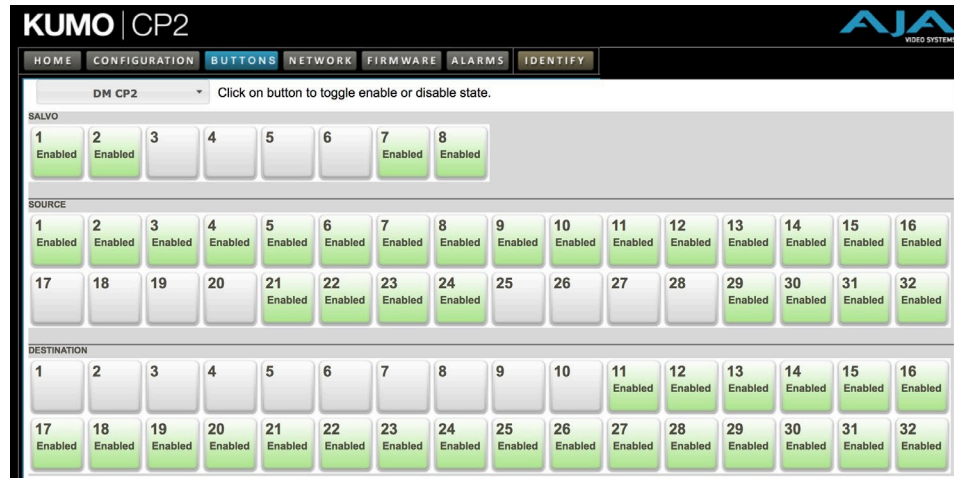 KUMO | CP2
AJA
VIDEO SYSTEMS
HOME CONFIGURATION BUTTONS NETWORK FIRMWARE ALARMS IDENTIFY
DM CP2 Click on button to toggle enable or disable state.
SALVO
1 2 3 4 5 6 7 8
Enabled Enabled Enabled Enabled
SOURCE
1 2 3 4 5 6 7 8 9 10 11 12 13 14 15 16
Enabled Enabled Enabled Enabled Enabled Enabled Enabled Enabled Enabled Enabled Enabled Enabled Enabled Enabled Enabled Enabled
17 18 19 20 21 22 23 24 25 26 27 28 29 30 31 32
Enabled Enabled Enabled Enabled Enabled Enabled Enabled Enabled
DESTINATION
1 2 3 4 5 6 7 8 9 10 11 12 13 14 15 16
Enabled Enabled Enabled Enabled Enabled Enabled
17 18 19 20 21 22 23 24 25 26 27 28 29 30 31 32
Enabled Enabled Enabled Enabled Enabled Enabled Enabled Enabled Enabled Enabled Enabled Enabled Enabled Enabled Enabled Enabled